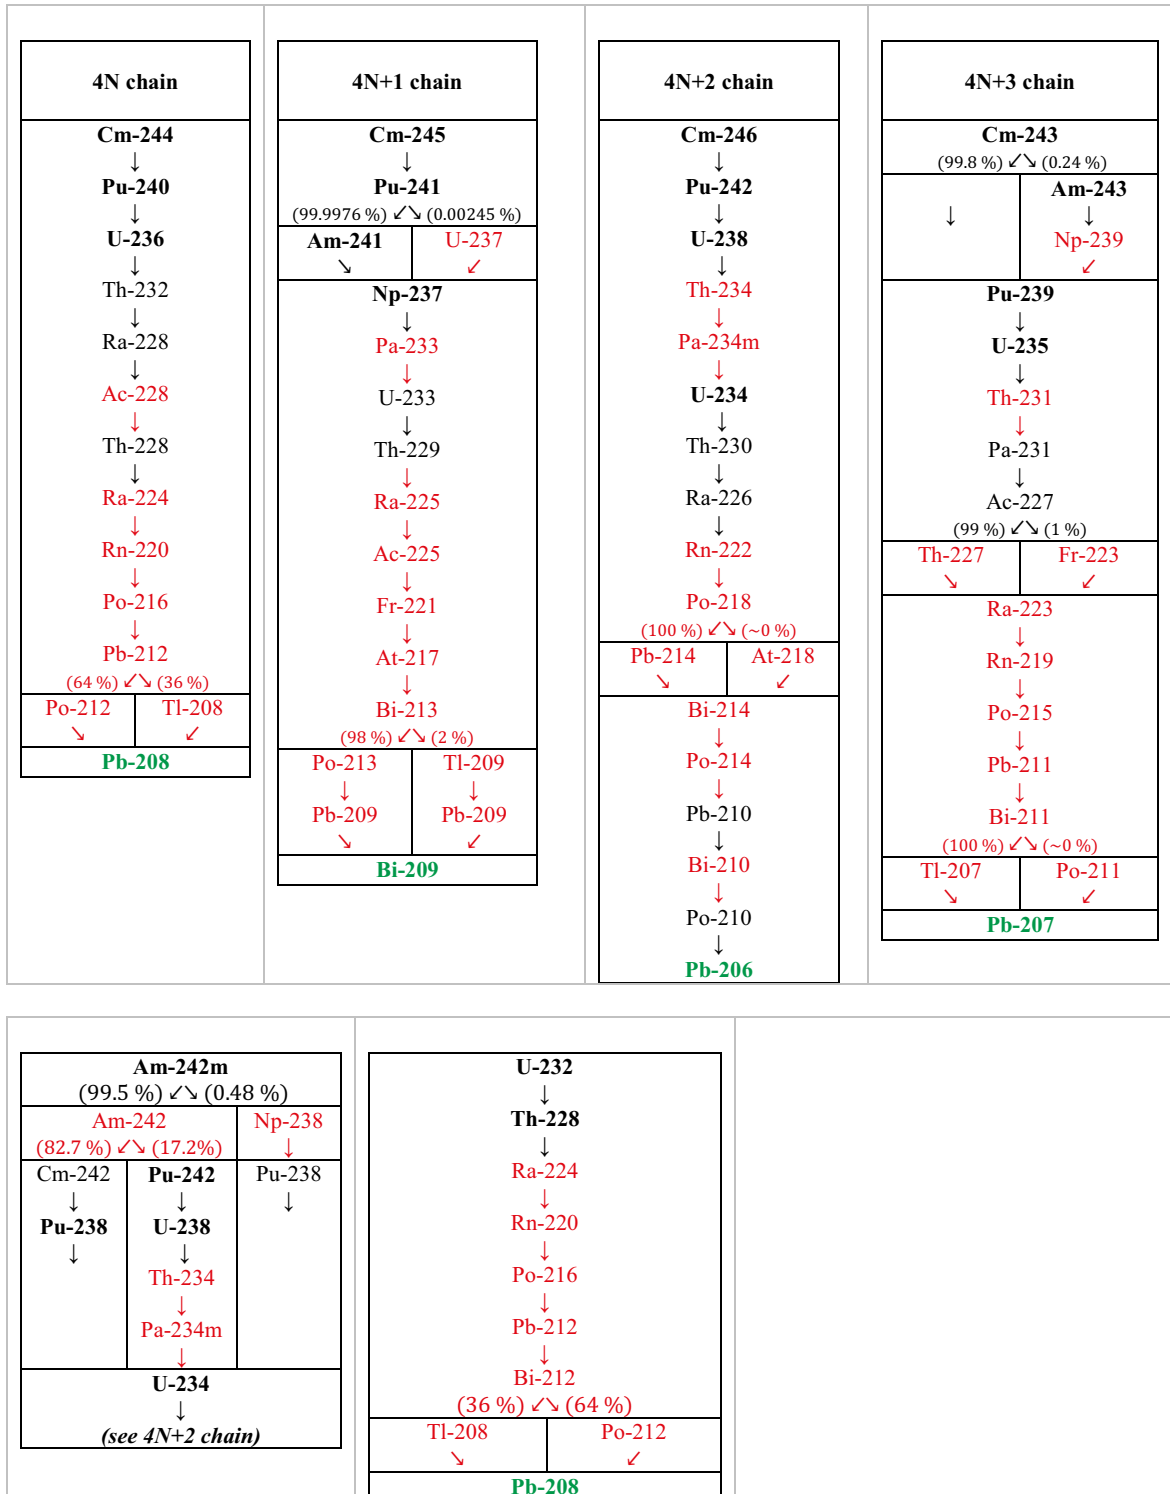 4N chain
Cm-244
↓
Pu-240
↓
U-236
↓
Th-232
↓
Ra-228
↓
Ac-228
↓
Th-228
↓
Ra-224
↓
Rn-220
↓
Po-216
↓
Pb-212
(64 %) ↙↘ (36 %)
Po-212 Tl-208
↘ ↙
Pb-208
4N+1 chain
Cm-245
↓
Pu-241
(99.9976 %) ↙↘ (0.00245 %)
Am-241 U-237
↘ ↙
Np-237
↓
Pa-233
↓
U-233
↓
Th-229
↓
Ra-225
↓
Ac-225
↓
Fr-221
↓
At-217
↓
Bi-213
(98 %) ↙↘ (2 %)
Po-213 Tl-209
↓ ↓
Pb-209 Pb-209
↘ ↙
Bi-209
4N+2 chain
Cm-246
↓
Pu-242
↓
U-238
↓
Th-234
↓
Pa-234m
↓
U-234
↓
Th-230
↓
Ra-226
↓
Rn-222
↓
Po-218
(100 %) ↙↘ (~0 %)
Pb-214 At-218
↘ ↙
Bi-214
↓
Po-214
↓
Pb-210
↓
Bi-210
↓
Po-210
↓
Pb-206
4N+3 chain
Cm-243
(99.8 %) ↙↘ (0.24 %)
Am-243
↓ ↓
Np-239
↙
Pu-239
↓
U-235
↓
Th-231
↓
Pa-231
↓
Ac-227
(99 %) ↙↘ (1 %)
Th-227 Fr-223
↘ ↙
Ra-223
↓
Rn-219
↓
Po-215
↓
Pb-211
↓
Bi-211
(100 %) ↙↘ (~0 %)
Tl-207 Po-211
↘ ↙
Pb-207
Am-242m
(99.5 %) ↙↘ (0.48 %)
Am-242 Np-238
(82.7 %) ↙↘ (17.2%) ↓
Cm-242 Pu-242 Pu-238
↓ ↓ ↓
Pu-238 U-238
↓ ↓
Th-234
↓
Pa-234m
↓
U-234
↓
(see 4N+2 chain)
U-232
↓
Th-228
↓
Ra-224
↓
Rn-220
↓
Po-216
↓
Pb-212
↓
Bi-212
(36 %) ↙↘ (64 %)
Tl-208 Po-212
↘ ↙
Pb-208